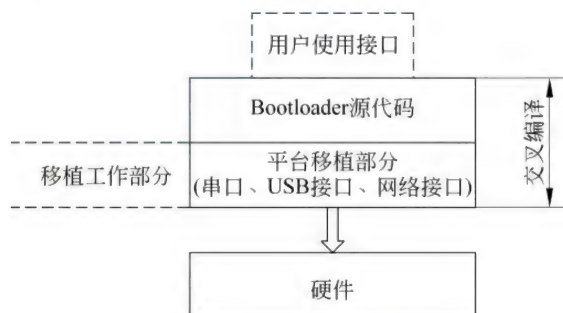 用户使用接口
Bootloader源代码
交叉编译
移植工作部分
平台移植部分
(串口、USB接口、网络接口)
硬件